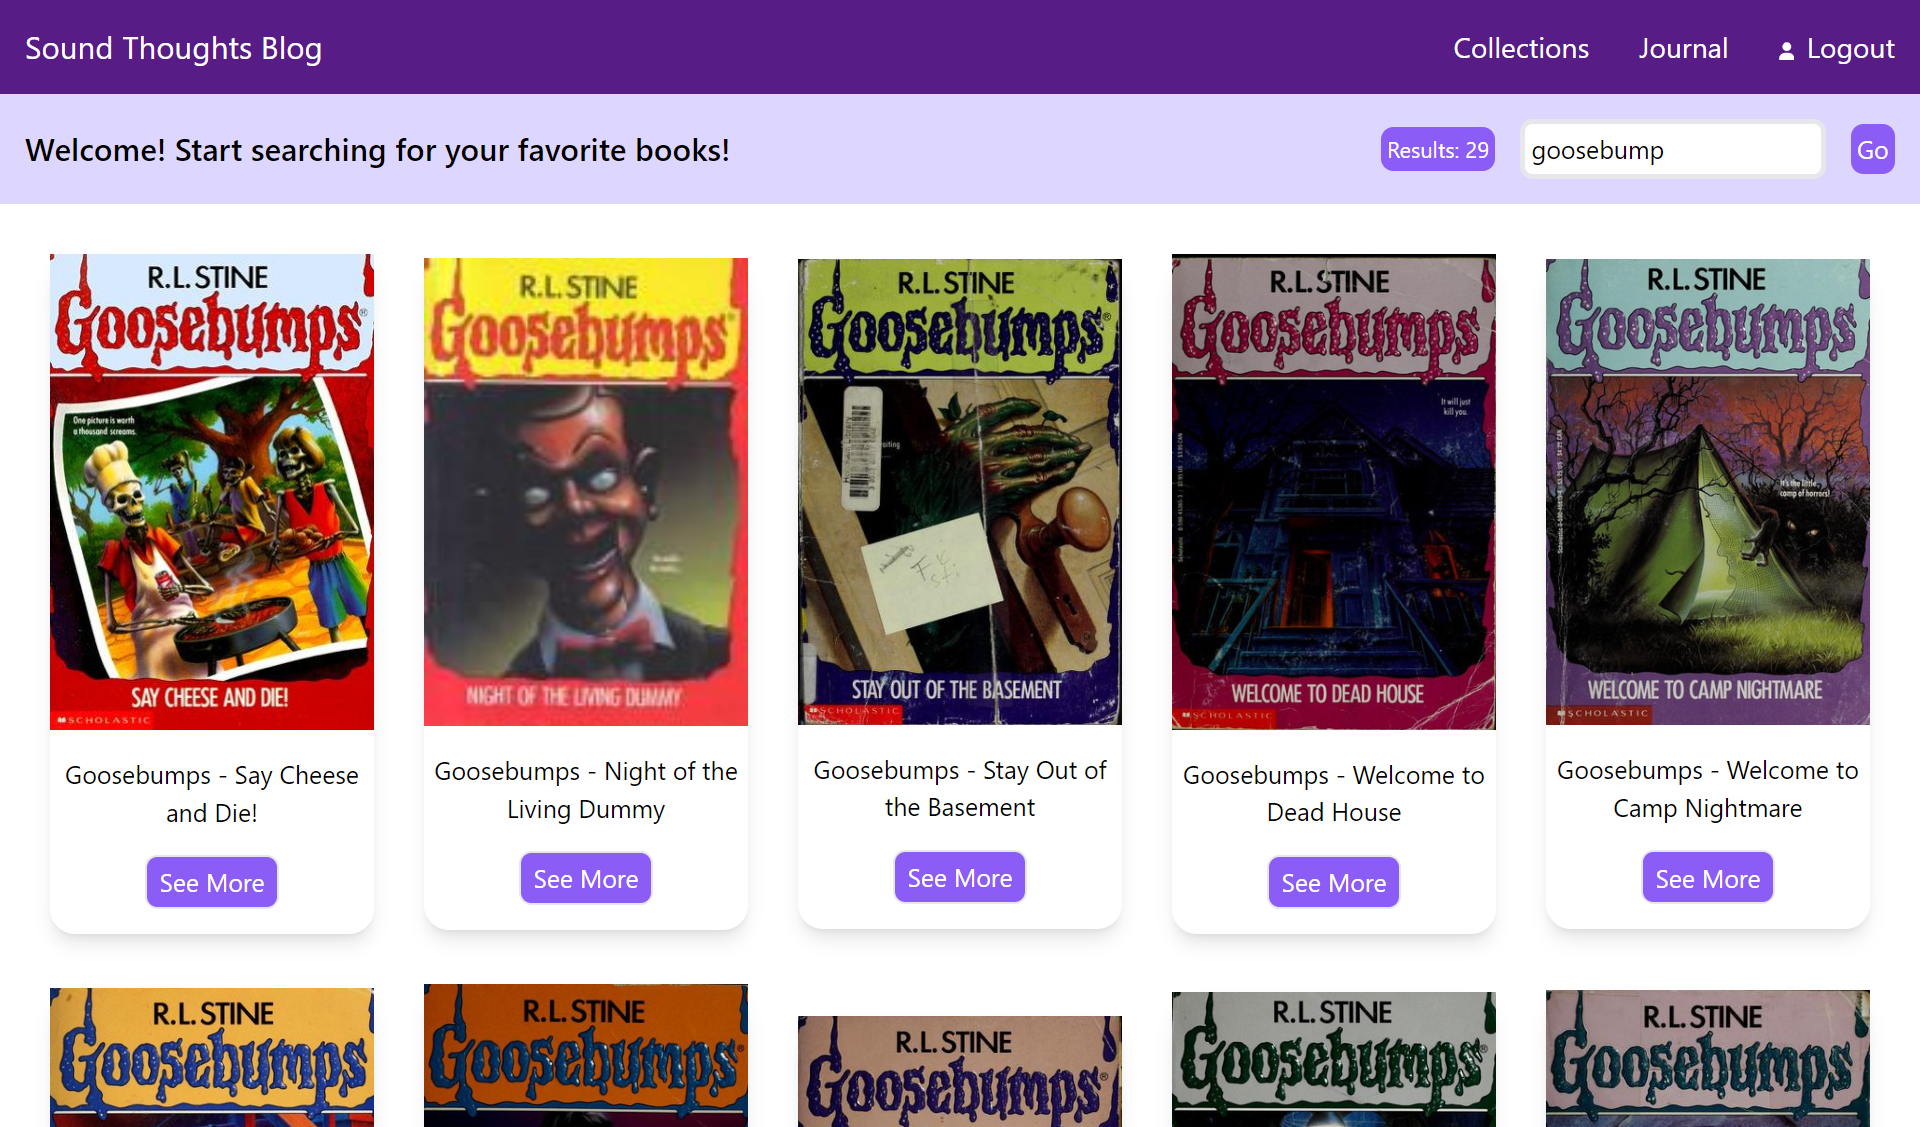 Sound Thoughts Blog
Collections
Journal
Logout
Welcome! Start searching for your favorite books!
Results: 29
goosebump
Go
R.L. STINE
Goosebumps®
One picture is worth
a thousand screams.
SAY CHEESE AND DIE!
SCHOLASTIC
Goosebumps - Say Cheese
and Die!
See More
R.L. STINE
Goosebumps
NIGHT OF THE LIVING DUMMY
Goosebumps - Night of the
Living Dummy
See More
R.L. STINE
Goosebumps®
STAY OUT OF THE BASEMENT
SCHOLASTIC
Goosebumps - Stay Out of
the Basement
See More
R.L. STINE
Goosebumps
It will just
kill you.
WELCOME TO DEAD HOUSE
SCHOLASTIC
Goosebumps - Welcome to
Dead House
See More
R.L. STINE
Goosebumps
It's the little
camp of horrors!
WELCOME TO CAMP NIGHTMARE
SCHOLASTIC
Goosebumps - Welcome to
Camp Nightmare
See More
R.L. STINE
Goosebumps
R.L. STINE
Goosebumps®
R.L. STINE
Goosebumps®
R.L. STINE
Goosebumps®
R.L. STINE
Goosebumps